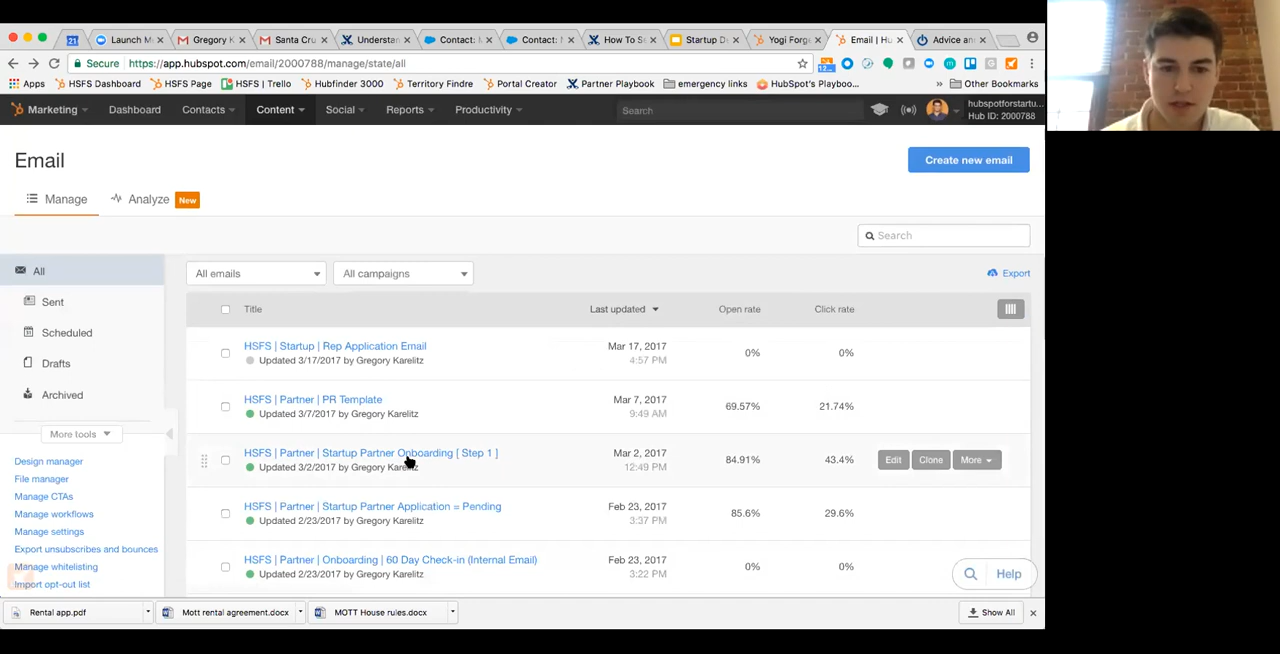 21
Launch M
Gregory K
Santa Cru
Understan
Contact: M
Contact: M
How To Se
Startup De
Yogi Forge
Email | Hu
Advice an
Secure
https://app.hubspot.com/email/2000788/manage/state/all
12...
Apps
HSFS Dashboard
HSFS Page
HSFS | Trello
Hubfinder 3000
Territory Finde
Portal Creator
Partner Playbook
emergency links
HubSpot's Playboo...
»
Other Bookmarks
Marketing
Dashboard
Contacts
Content
Social
Reports
Productivity
Search
hubspotforstartu...
Hub ID: 2000788
Email
Create new email
Manage
Analyze
New
Search
All
All emails
All campaigns
Export
Sent
Title
Last updated
Open rate
Click rate
Scheduled
HSFS | Startup | Rep Application Email
Updated 3/17/2017 by Gregory Karelitz
Mar 17, 2017
4:57 PM
0%
0%
Drafts
Archived
HSFS | Partner | PR Template
Updated 3/7/2017 by Gregory Karelitz
Mar 7, 2017
9:49 AM
69.57%
21.74%
More tools
HSFS | Partner | Startup Partner Onboarding [ Step 1 ]
Updated 3/2/2017 by Gregory Karelitz
Mar 2, 2017
12:49 PM
84.91%
43.4%
Edit
Clone
More
Design manager
File manager
Manage CTAs
Manage workflows
Manage settings
Export unsubscribes and bounces
Manage whitelisting
Import opt-out list
HSFS | Partner | Startup Partner Application = Pending
Updated 2/23/2017 by Gregory Karelitz
Feb 23, 2017
3:37 PM
85.6%
29.6%
HSFS | Partner | Onboarding | 60 Day Check-in (Internal Email)
Updated 2/23/2017 by Gregory Karelitz
Feb 23, 2017
3:22 PM
0%
0%
Help
Rental app.pdf
Mott rental agreement.docx
MOTT House rules.docx
Show All